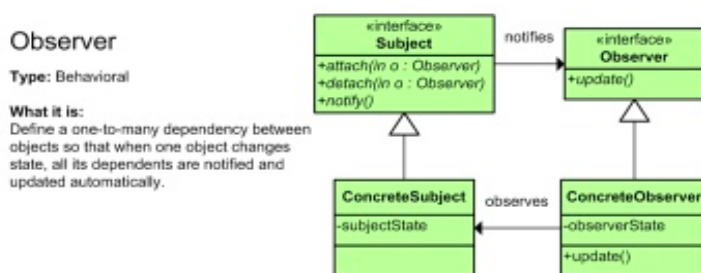 Observer
Type: Behavioral
What it is:
Define a one-to-many dependency between
objects so that when one object changes
state, all its dependents are notified and
updated automatically.
«interface»
Subject
+attach(in o : Observer)
+detach(in o : Observer)
+notify()
notifies
«interface»
Observer
+update()
ConcreteSubject
-subjectState
observes
ConcreteObserver
-observerState
+update()